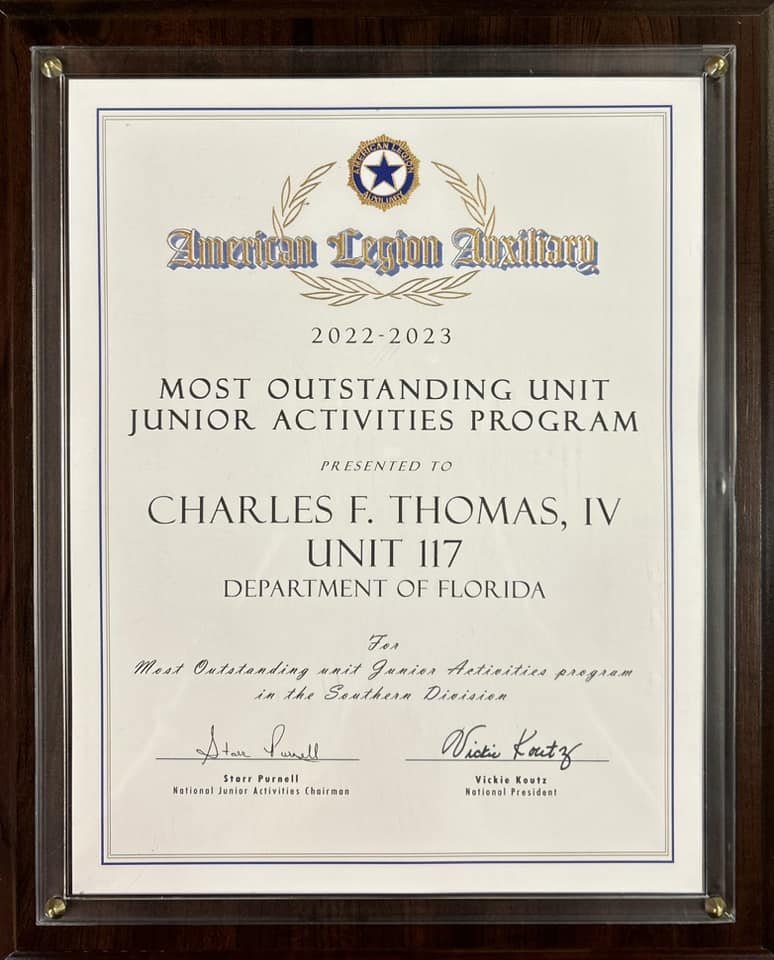 AMERICAN LEGION
AUXILIARY
American Legion Auxiliary
2022-2023
MOST OUTSTANDING UNIT
JUNIOR ACTIVITIES PROGRAM
PRESENTED TO
CHARLES F. THOMAS, IV
UNIT 117
DEPARTMENT OF FLORIDA
For
Most Outstanding unit Junior Activities program
in the Southern Division
Starr Purnell
Vickie Koutz
Starr Purnell
Vickie Koutz
National Junior Activities Chairman
National President